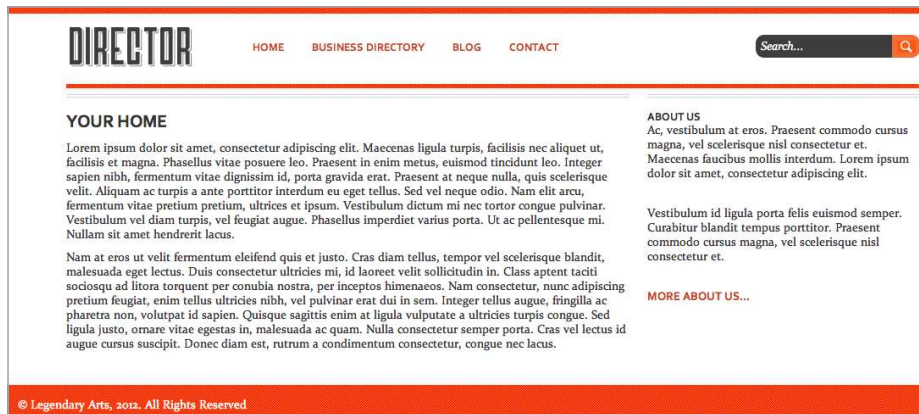 DIRECTOR
HOME BUSINESS DIRECTORY BLOG CONTACT
Search...
YOUR HOME
Lorem ipsum dolor sit amet, consectetur adipiscing elit. Maecenas ligula turpis, facilisis nec aliquet ut,
facilisis et magna. Phasellus vitae posuere leo. Praesent in enim metus, euismod tincidunt leo. Integer
sapien nibh, fermentum vitae dignissim id, porta gravida erat. Praesent at neque nulla, quis scelerisque
velit. Aliquam ac turpis a ante porttitor interdum eu eget tellus. Sed vel neque odio. Nam elit arcu,
fermentum vitae pretium pretium, ultrices et ipsum. Vestibulum dictum mi nec tortor congue pulvinar.
Vestibulum vel diam turpis, vel feugiat augue. Phasellus imperdiet varius porta. Ut ac pellentesque mi.
Nullam sit amet hendrerit lacus.
Nam at eros ut velit fermentum eleifend quis et justo. Cras diam tellus, tempor vel scelerisque blandit,
malesuada eget lectus. Duis consectetur ultricies mi, id laoreet velit sollicitudin in. Class aptent taciti
sociosqu ad litora torquent per conubia nostra, per inceptos himenaeos. Nam consectetur, nunc adipiscing
pretium feugiat, enim tellus ultricies nibh, vel pulvinar erat dui in sem. Integer tellus augue, fringilla ac
pharetra non, volutpat id sapien. Quisque sagittis enim at ligula vulputate a ultricies turpis congue. Sed
ligula justo, ornare vitae egestas in, malesuada ac quam. Nulla consectetur semper porta. Cras vel lectus id
augue cursus suscipit. Donec diam est, rutrum a condimentum consectetur, congue nec lacus.
ABOUT US
Ac, vestibulum at eros. Praesent commodo cursus
magna, vel scelerisque nisl consectetur et.
Maecenas faucibus mollis interdum. Lorem ipsum
dolor sit amet, consectetur adipiscing elit.
Vestibulum id ligula porta felis euismod semper.
Curabitur blandit tempus porttitor. Praesent
commodo cursus magna, vel scelerisque nisl
consectetur et.
MORE ABOUT US...
© Legendary Arts, 2012. All Rights Reserved